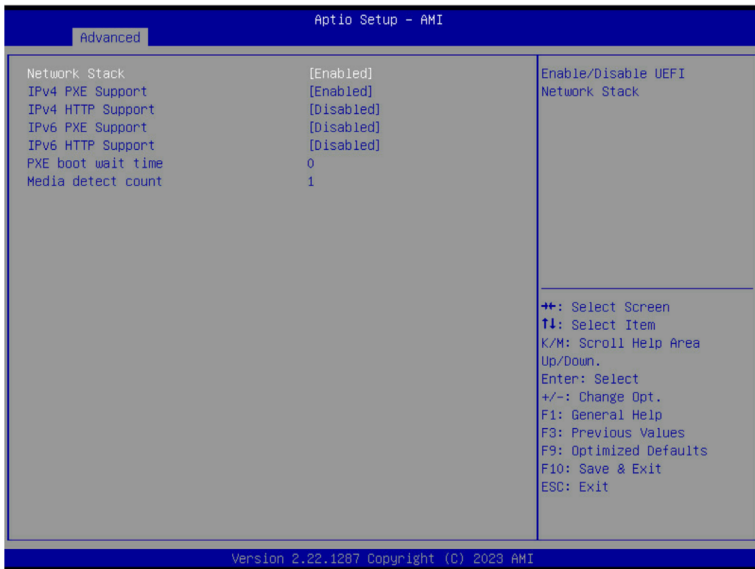 Aptio Setup – AMI
Advanced
Network Stack [Enabled]
IPv4 PXE Support [Enabled]
IPv4 HTTP Support [Disabled]
IPv6 PXE Support [Disabled]
IPv6 HTTP Support [Disabled]
PXE boot wait time 0
Media detect count 1
Enable/Disable UEFI
Network Stack
→←: Select Screen
↑↓: Select Item
K/M: Scroll Help Area
Up/Down.
Enter: Select
+/-: Change Opt.
F1: General Help
F3: Previous Values
F9: Optimized Defaults
F10: Save & Exit
ESC: Exit
Version 2.22.1287 Copyright (C) 2023 AMI